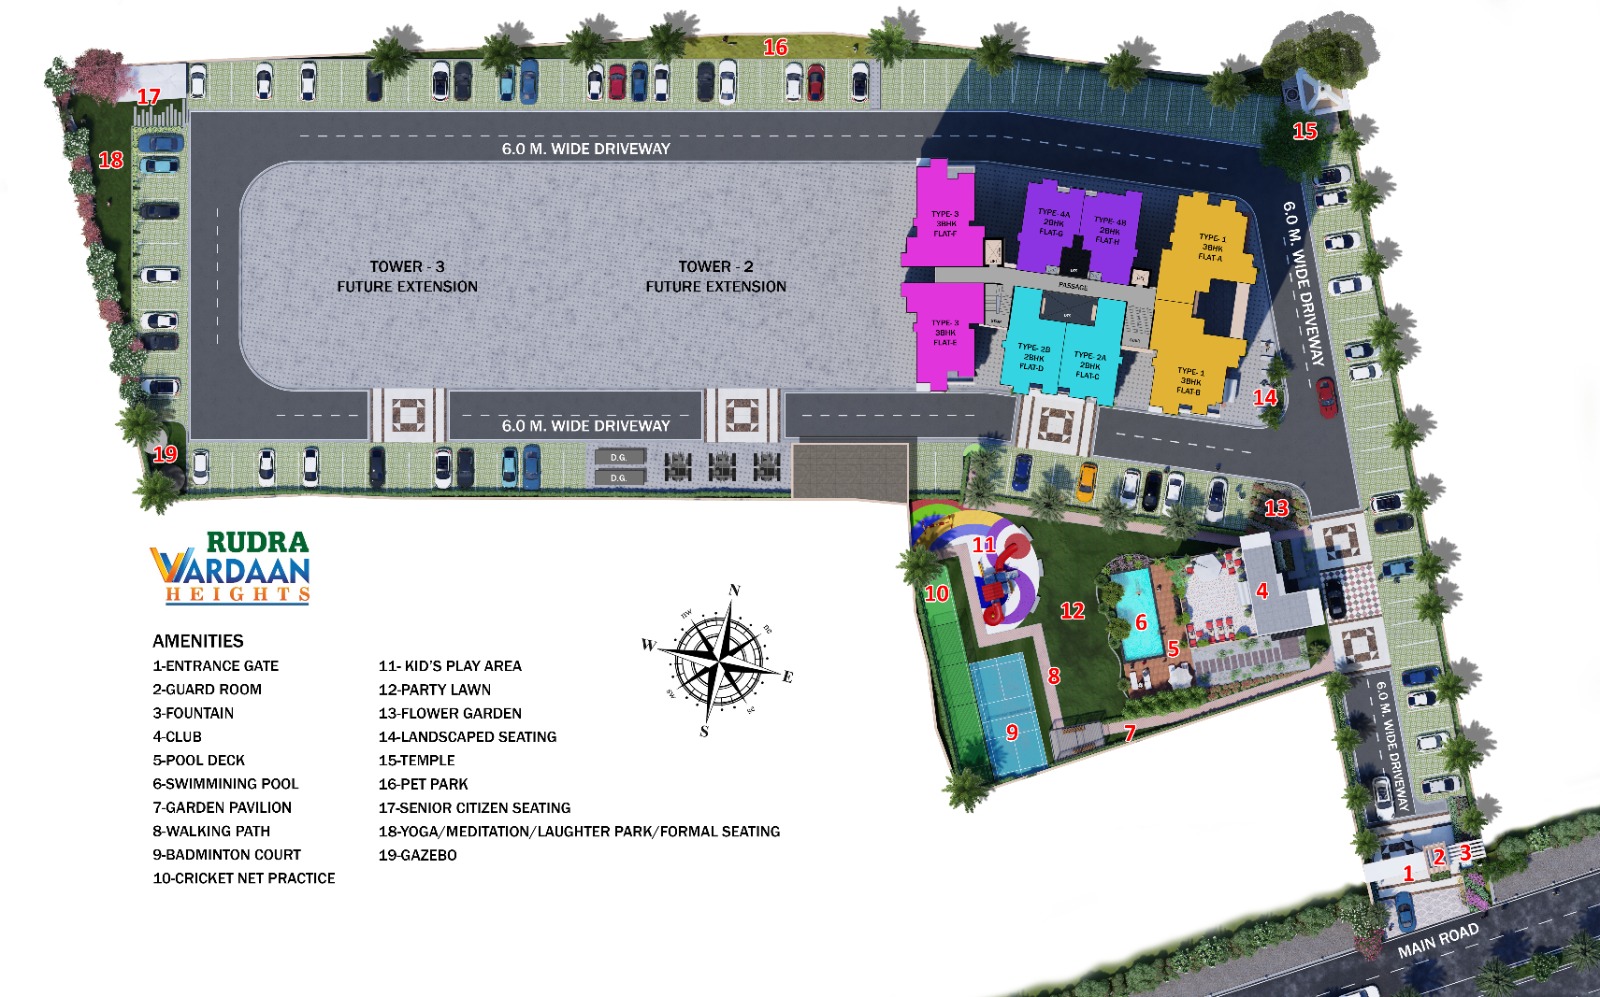 16
17
18
6.0 M. WIDE DRIVEWAY
15
6.0 M. WIDE DRIVEWAY
TYPE- 3
3BHK
FLAT-F
TYPE- 4A
2BHK
FLAT-G
TYPE- 4B
2BHK
FLAT-H
TYPE- 1
3BHK
FLAT-A
TOWER - 3
FUTURE EXTENSION
TOWER - 2
FUTURE EXTENSION
PASSAGE
TYPE- 3
3BHK
FLAT-E
TYPE- 2B
2BHK
FLAT-D
TYPE- 2A
2BHK
FLAT-C
TYPE- 1
3BHK
FLAT-B
14
6.0 M. WIDE DRIVEWAY
19
D.G.
D.G.
13
11
10
12
6
4
5
8
9
7
6.0 M. WIDE DRIVEWAY
1
2
3
MAIN ROAD
RUDRA
VARDAAN
HEIGHTS
N
ne
E
se
S
sw
W
nw
AMENITIES
1-ENTRANCE GATE
2-GUARD ROOM
3-FOUNTAIN
4-CLUB
5-POOL DECK
6-SWIMMINING POOL
7-GARDEN PAVILION
8-WALKING PATH
9-BADMINTON COURT
10-CRICKET NET PRACTICE
11- KID'S PLAY AREA
12-PARTY LAWN
13-FLOWER GARDEN
14-LANDSCAPED SEATING
15-TEMPLE
16-PET PARK
17-SENIOR CITIZEN SEATING
18-YOGA/MEDITATION/LAUGHTER PARK/FORMAL SEATING
19-GAZEBO